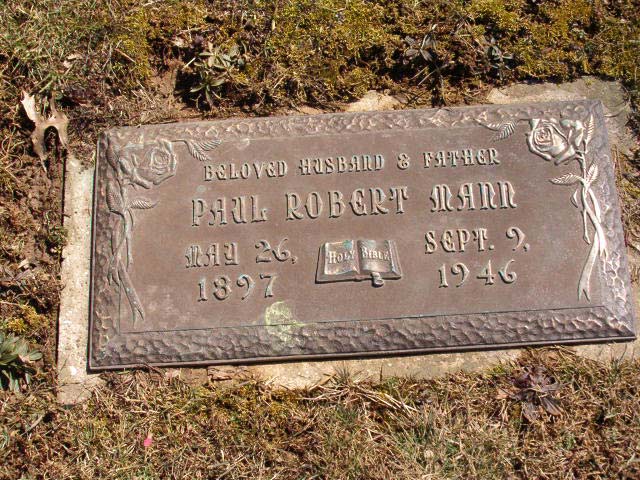 BELOVED HUSBAND & FATHER
PAUL ROBERT MANN
MAY 26, 1897
HOLY BIBLE
SEPT. 9, 1946